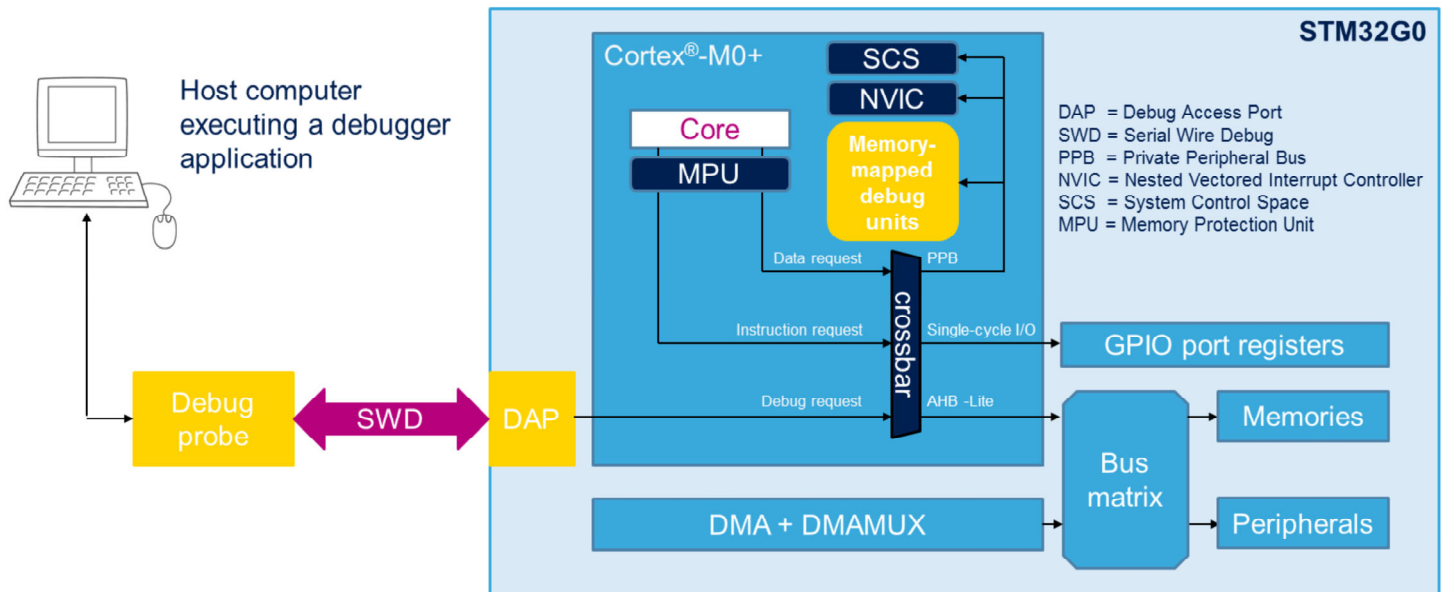 STM32G0
Host computer
executing a debugger
application
Cortex®-M0+
SCS
NVIC
Core
MPU
Memory-
mapped
debug
units
DAP = Debug Access Port
SWD = Serial Wire Debug
PPB = Private Peripheral Bus
NVIC = Nested Vectored Interrupt Controller
SCS = System Control Space
MPU = Memory Protection Unit
Data request
PPB
crossbar
Instruction request
Single-cycle I/O
GPIO port registers
Debug
probe
SWD
DAP
Debug request
AHB -Lite
Bus
matrix
Memories
DMA + DMAMUX
Peripherals